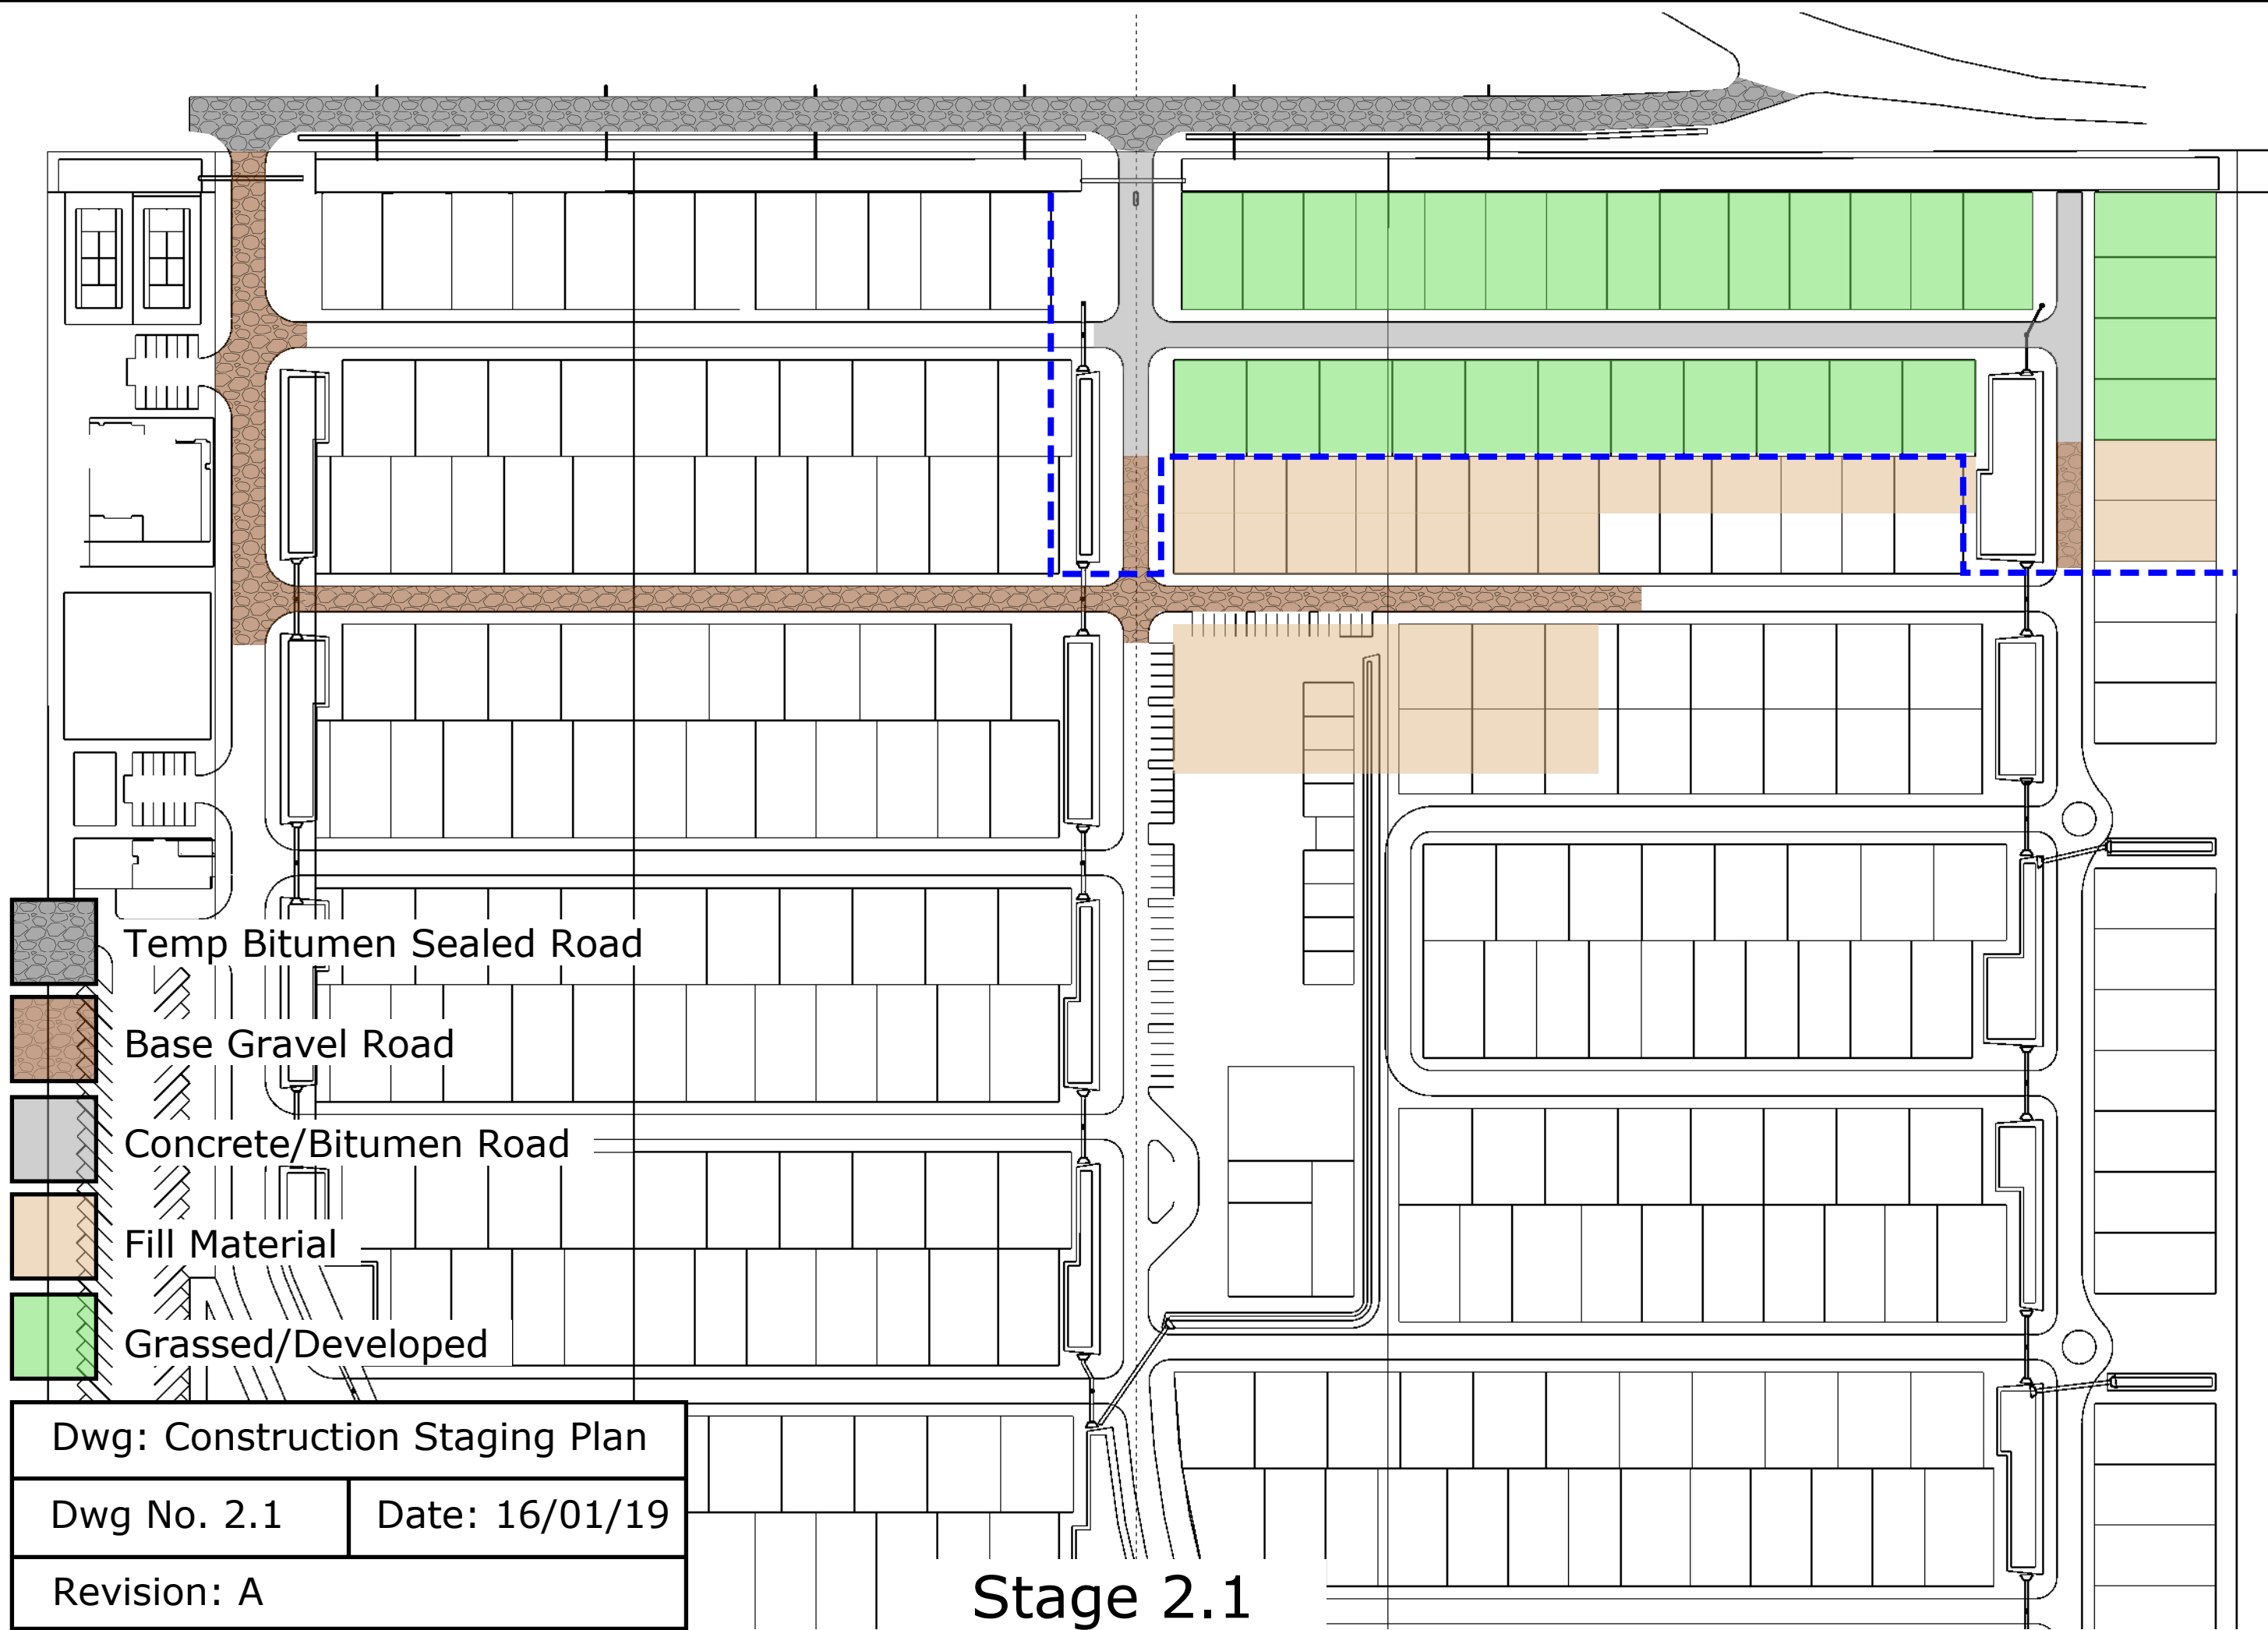 Temp Bitumen Sealed Road
Base Gravel Road
Concrete/Bitumen Road
Fill Material
Grassed/Developed
Dwg: Construction Staging Plan
Dwg No. 2.1
Date: 16/01/19
Revision: A
Stage 2.1